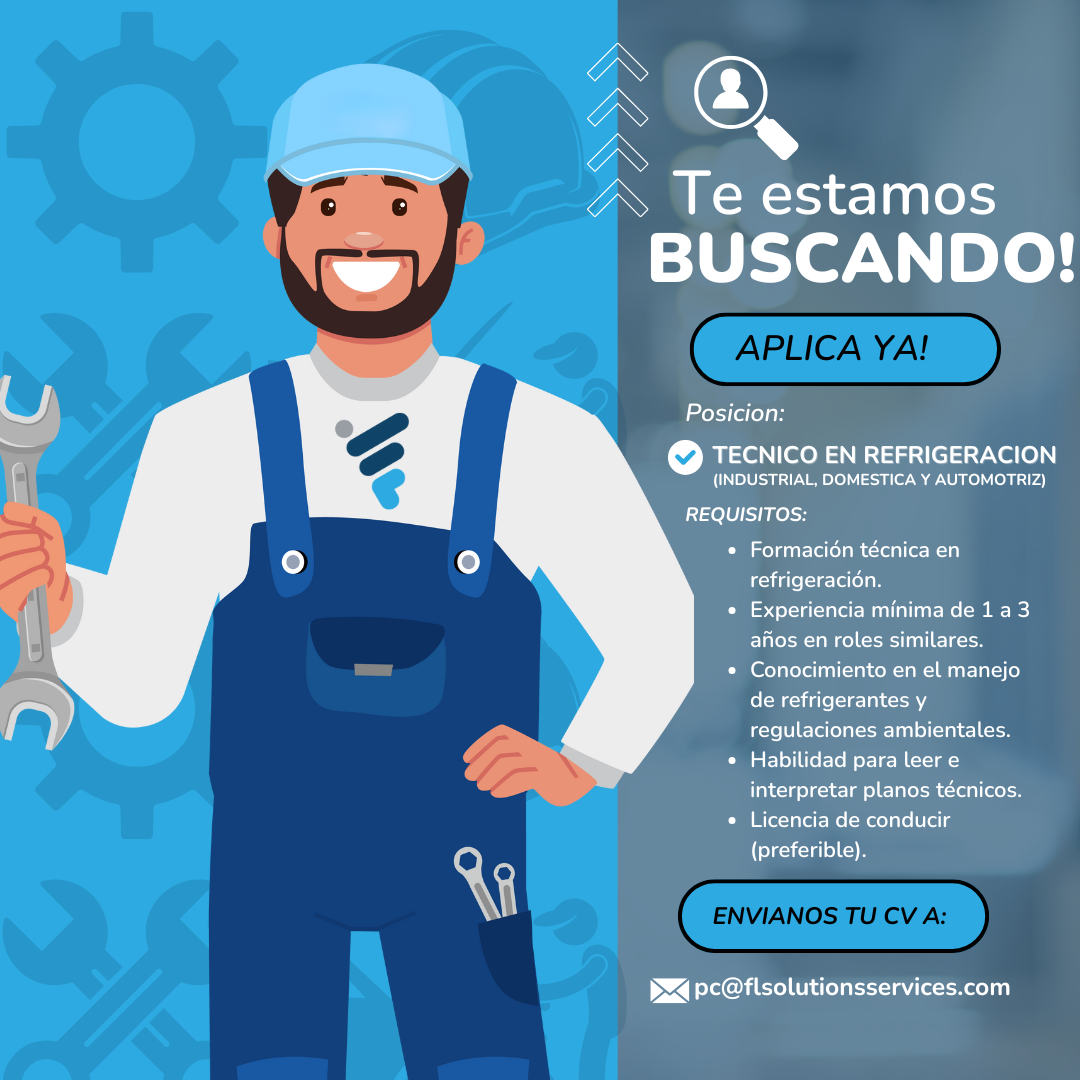 Te estamos
BUSCANDO!
APLICA YA!
Posicion:
TECNICO EN REFRIGERACION
(INDUSTRIAL, DOMESTICA Y AUTOMOTRIZ)
REQUISITOS:
• Formación técnica en
refrigeración.
• Experiencia mínima de 1 a 3
años en roles similares.
• Conocimiento en el manejo
de refrigerantes y
regulaciones ambientales.
• Habilidad para leer e
interpretar planos técnicos.
• Licencia de conducir
(preferible).
ENVIANOS TU CV A:
pc@flsolutionsservices.com